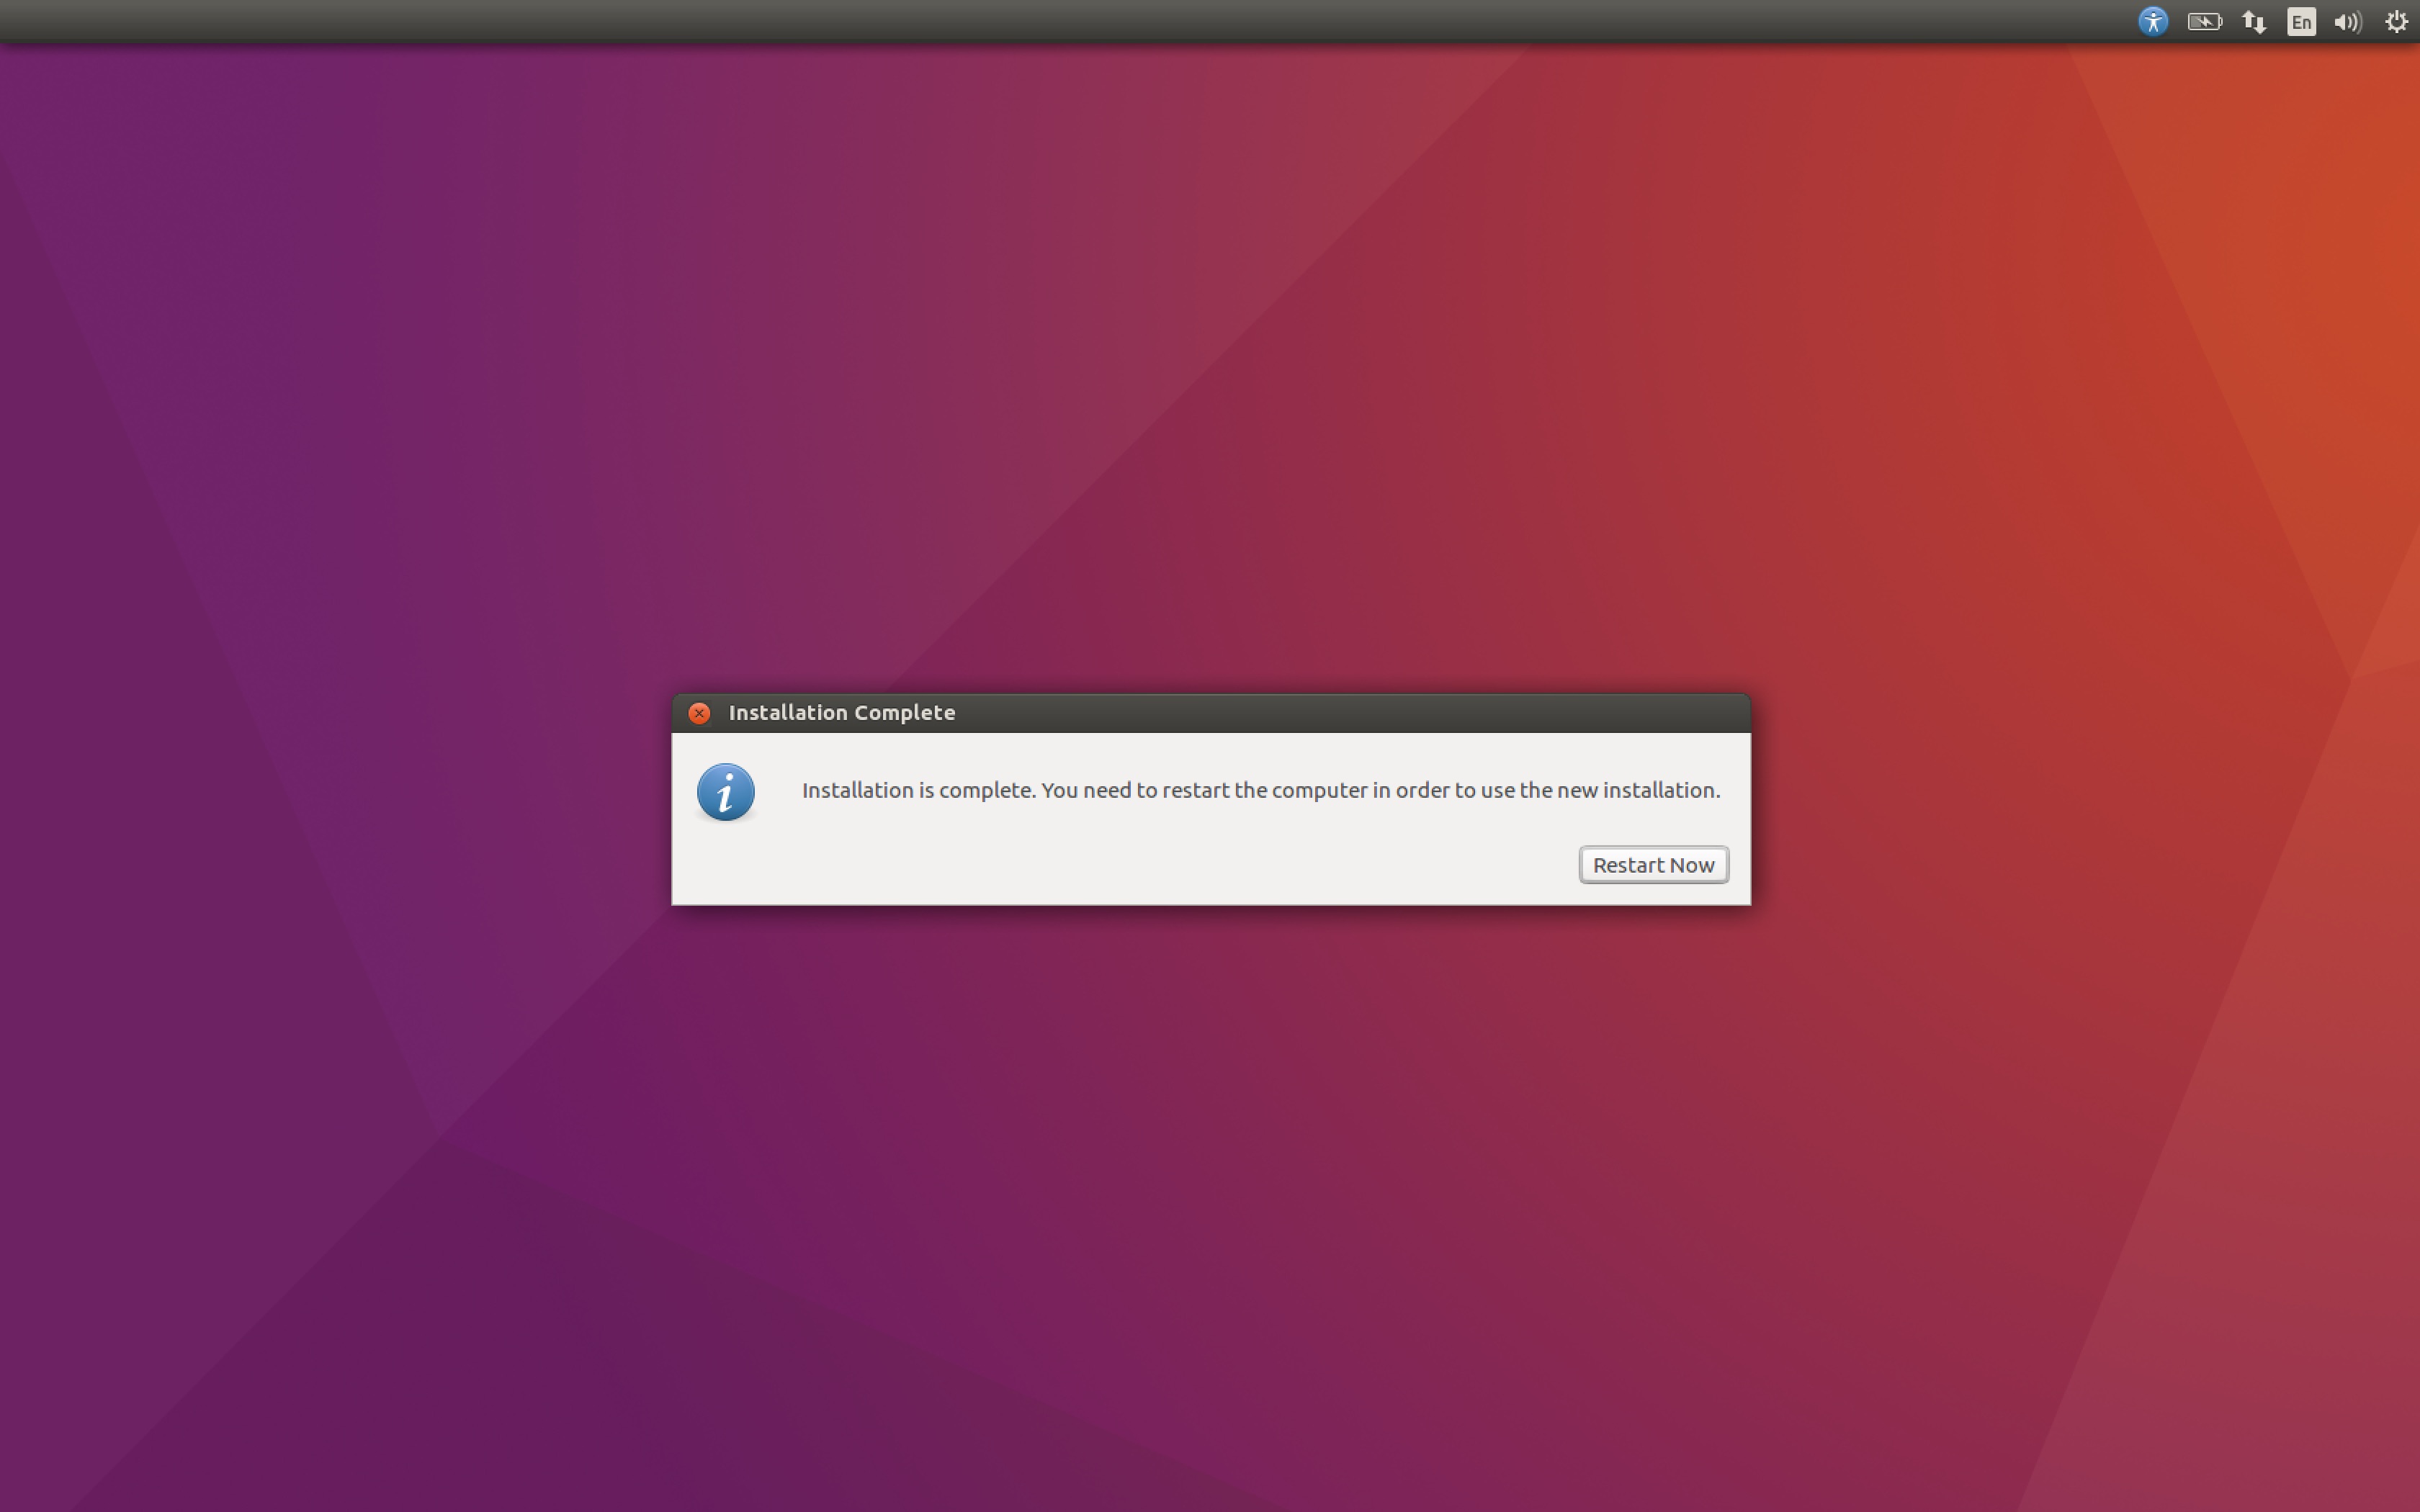 En
Installation Complete
Installation is complete. You need to restart the computer in order to use the new installation.
Restart Now